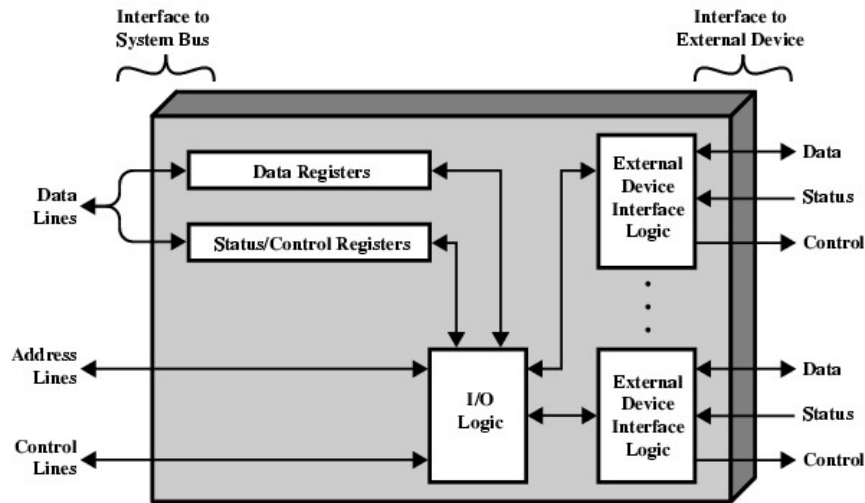 Interface to
System Bus
Interface to
External Device
Data
Lines
Data Registers
Status/Control Registers
Address
Lines
Control
Lines
I/O
Logic
External
Device
Interface
Logic
Data
Status
Control
External
Device
Interface
Logic
Data
Status
Control